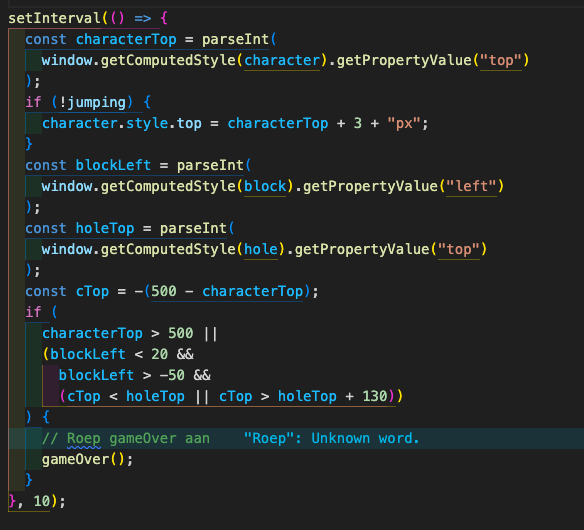 setInterval(() => {
const characterTop = parseInt(
window.getComputedStyle(character).getPropertyValue("top")
);
if (!jumping) {
character.style.top = characterTop + 3 + "px";
}
const blockLeft = parseInt(
window.getComputedStyle(block).getPropertyValue("left")
);
const holeTop = parseInt(
window.getComputedStyle(hole).getPropertyValue("top")
);
const cTop = -(500 - characterTop);
if (
characterTop > 500 ||
(blockLeft < 20 &&
blockLeft > -50 &&
(cTop < holeTop || cTop > holeTop + 130))
) {
// Roep gameOver aan "Roep": Unknown word.
gameOver();
}
}, 10);